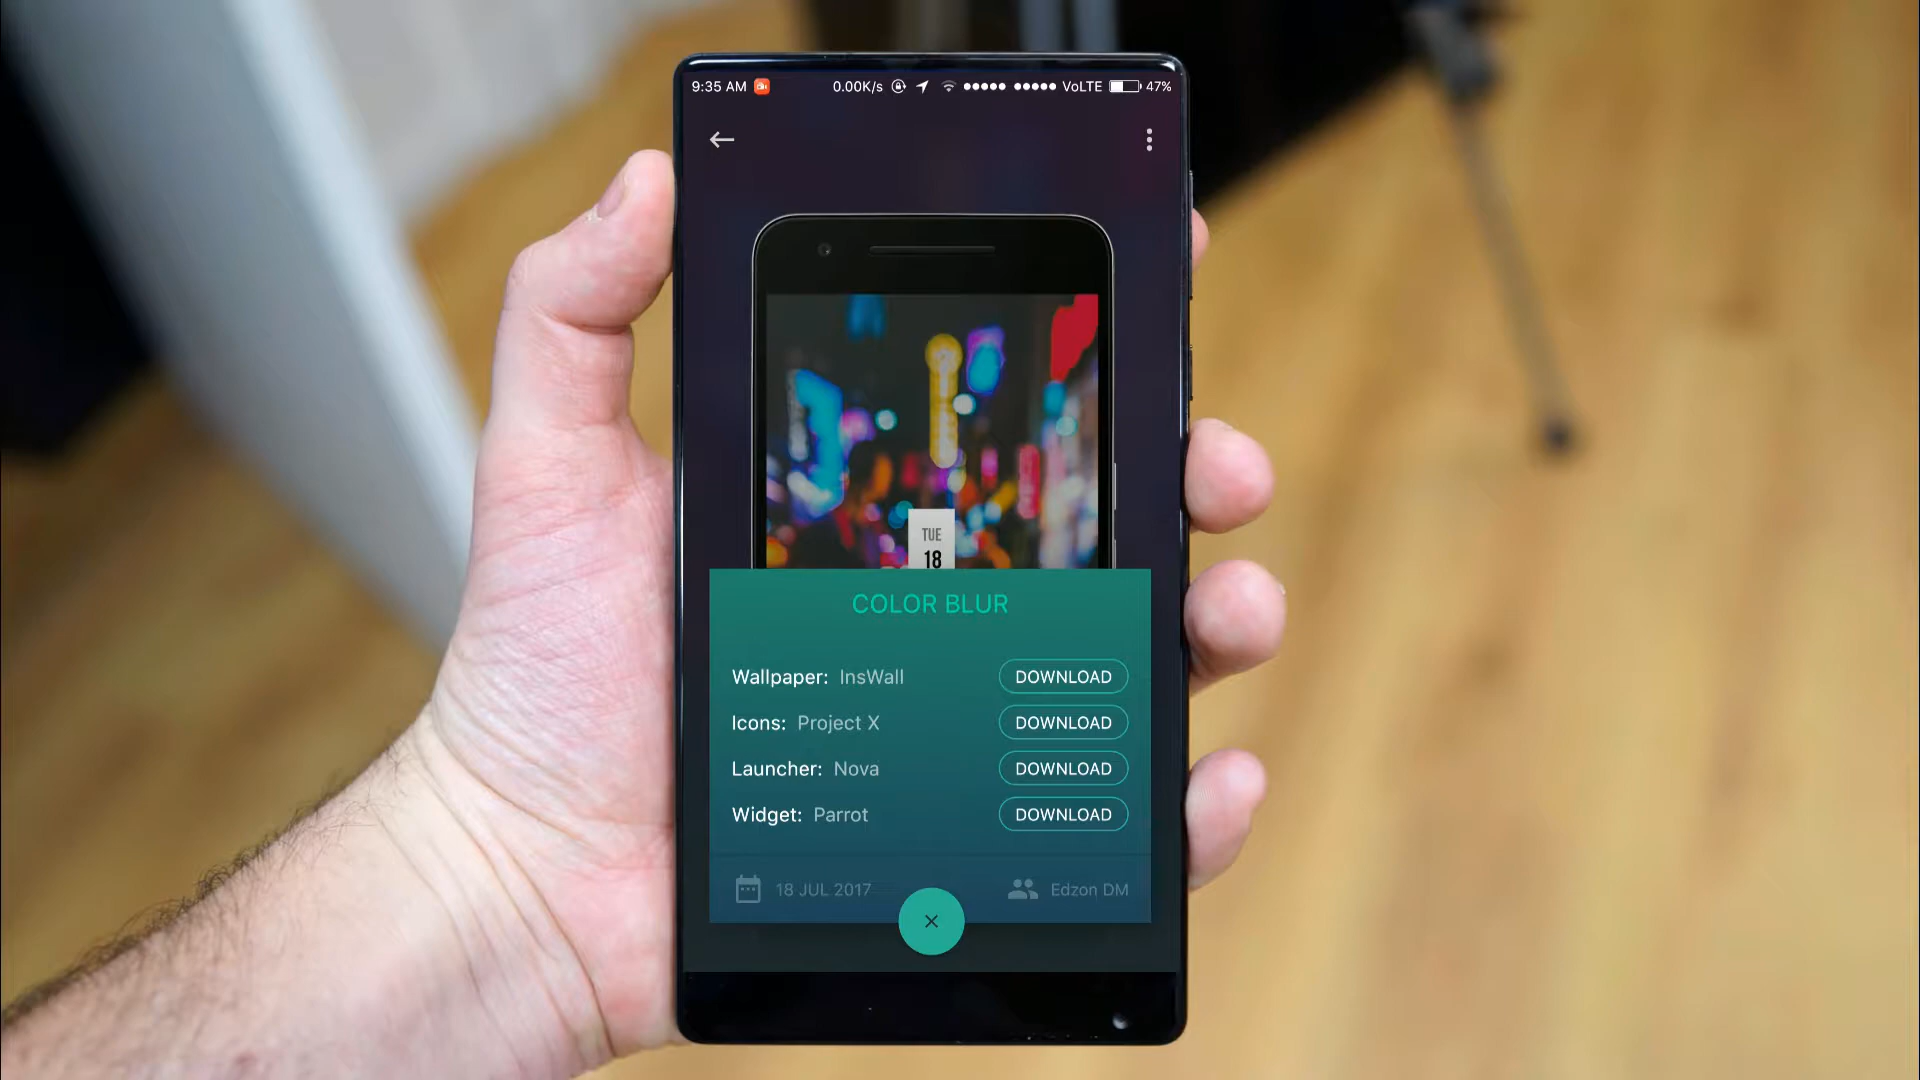 9:35 AM 0.00K/s VoLTE 47%
TUE
18
COLOR BLUR
Wallpaper: InsWall DOWNLOAD
Icons: Project X DOWNLOAD
Launcher: Nova DOWNLOAD
Widget: Parrot DOWNLOAD
18 JUL 2017 Edzon DM